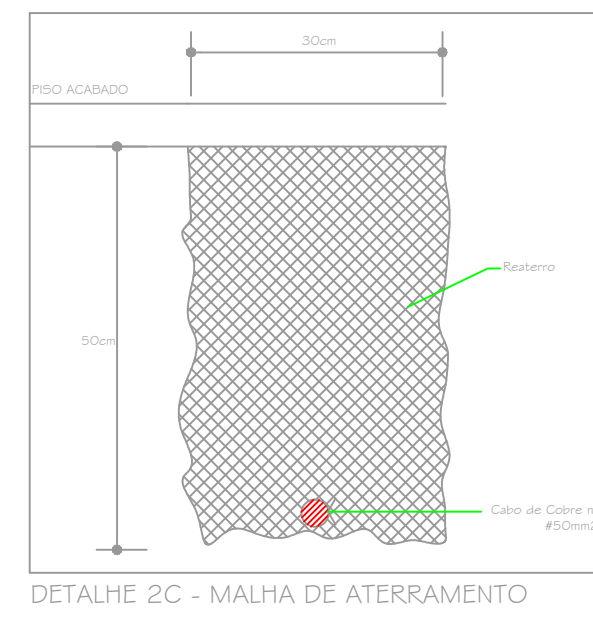 30cm
PISO ACABADO
Reaterro
50cm
Cabo de Cobre
#50mm2
DETALHE 2C - MALHA DE ATERRAMENTO